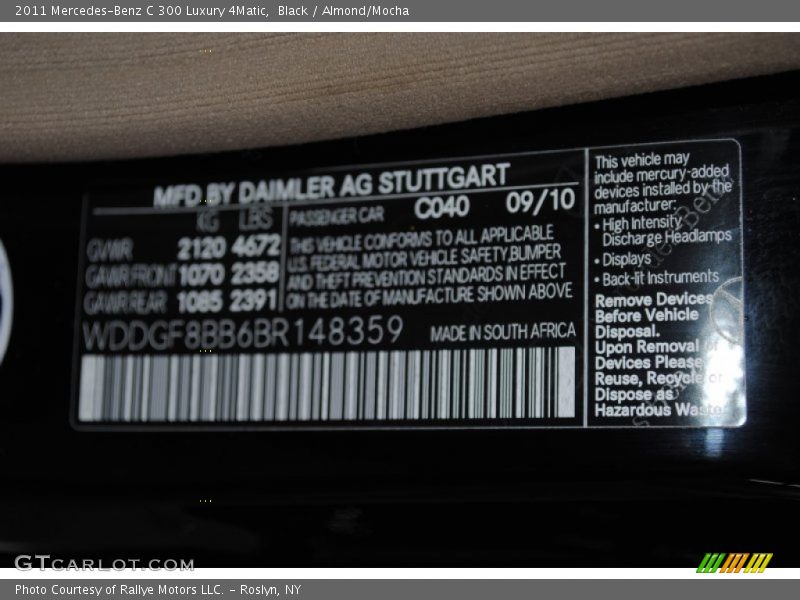 2011 Mercedes-Benz C 300 Luxury 4Matic,  Black / Almond/Mocha
MFD BY DAIMLER AG STUTTGART
KG LBS
GVWR 2120 4672
GAWR FRONT 1070 2358
GAWR REAR 1085 2391
PASSENGER CAR C040 09/10
THIS VEHICLE CONFORMS TO ALL APPLICABLE
U.S. FEDERAL MOTOR VEHICLE SAFETY, BUMPER
AND THEFT PREVENTION STANDARDS IN EFFECT
ON THE DATE OF MANUFACTURE SHOWN ABOVE
WDDGF8BB6BR148359 MADE IN SOUTH AFRICA
This vehicle may
include mercury-added
devices installed by the
manufacturer:
• High Intensity
Discharge Headlamps
• Displays
• Back-lit Instruments
Remove Devices
Before Vehicle
Disposal.
Upon Removal of
Devices Please
Reuse, Recycle or
Dispose as
Hazardous Waste
GTCARLOT.COM
Photo Courtesy of Rallye Motors LLC. - Roslyn, NY